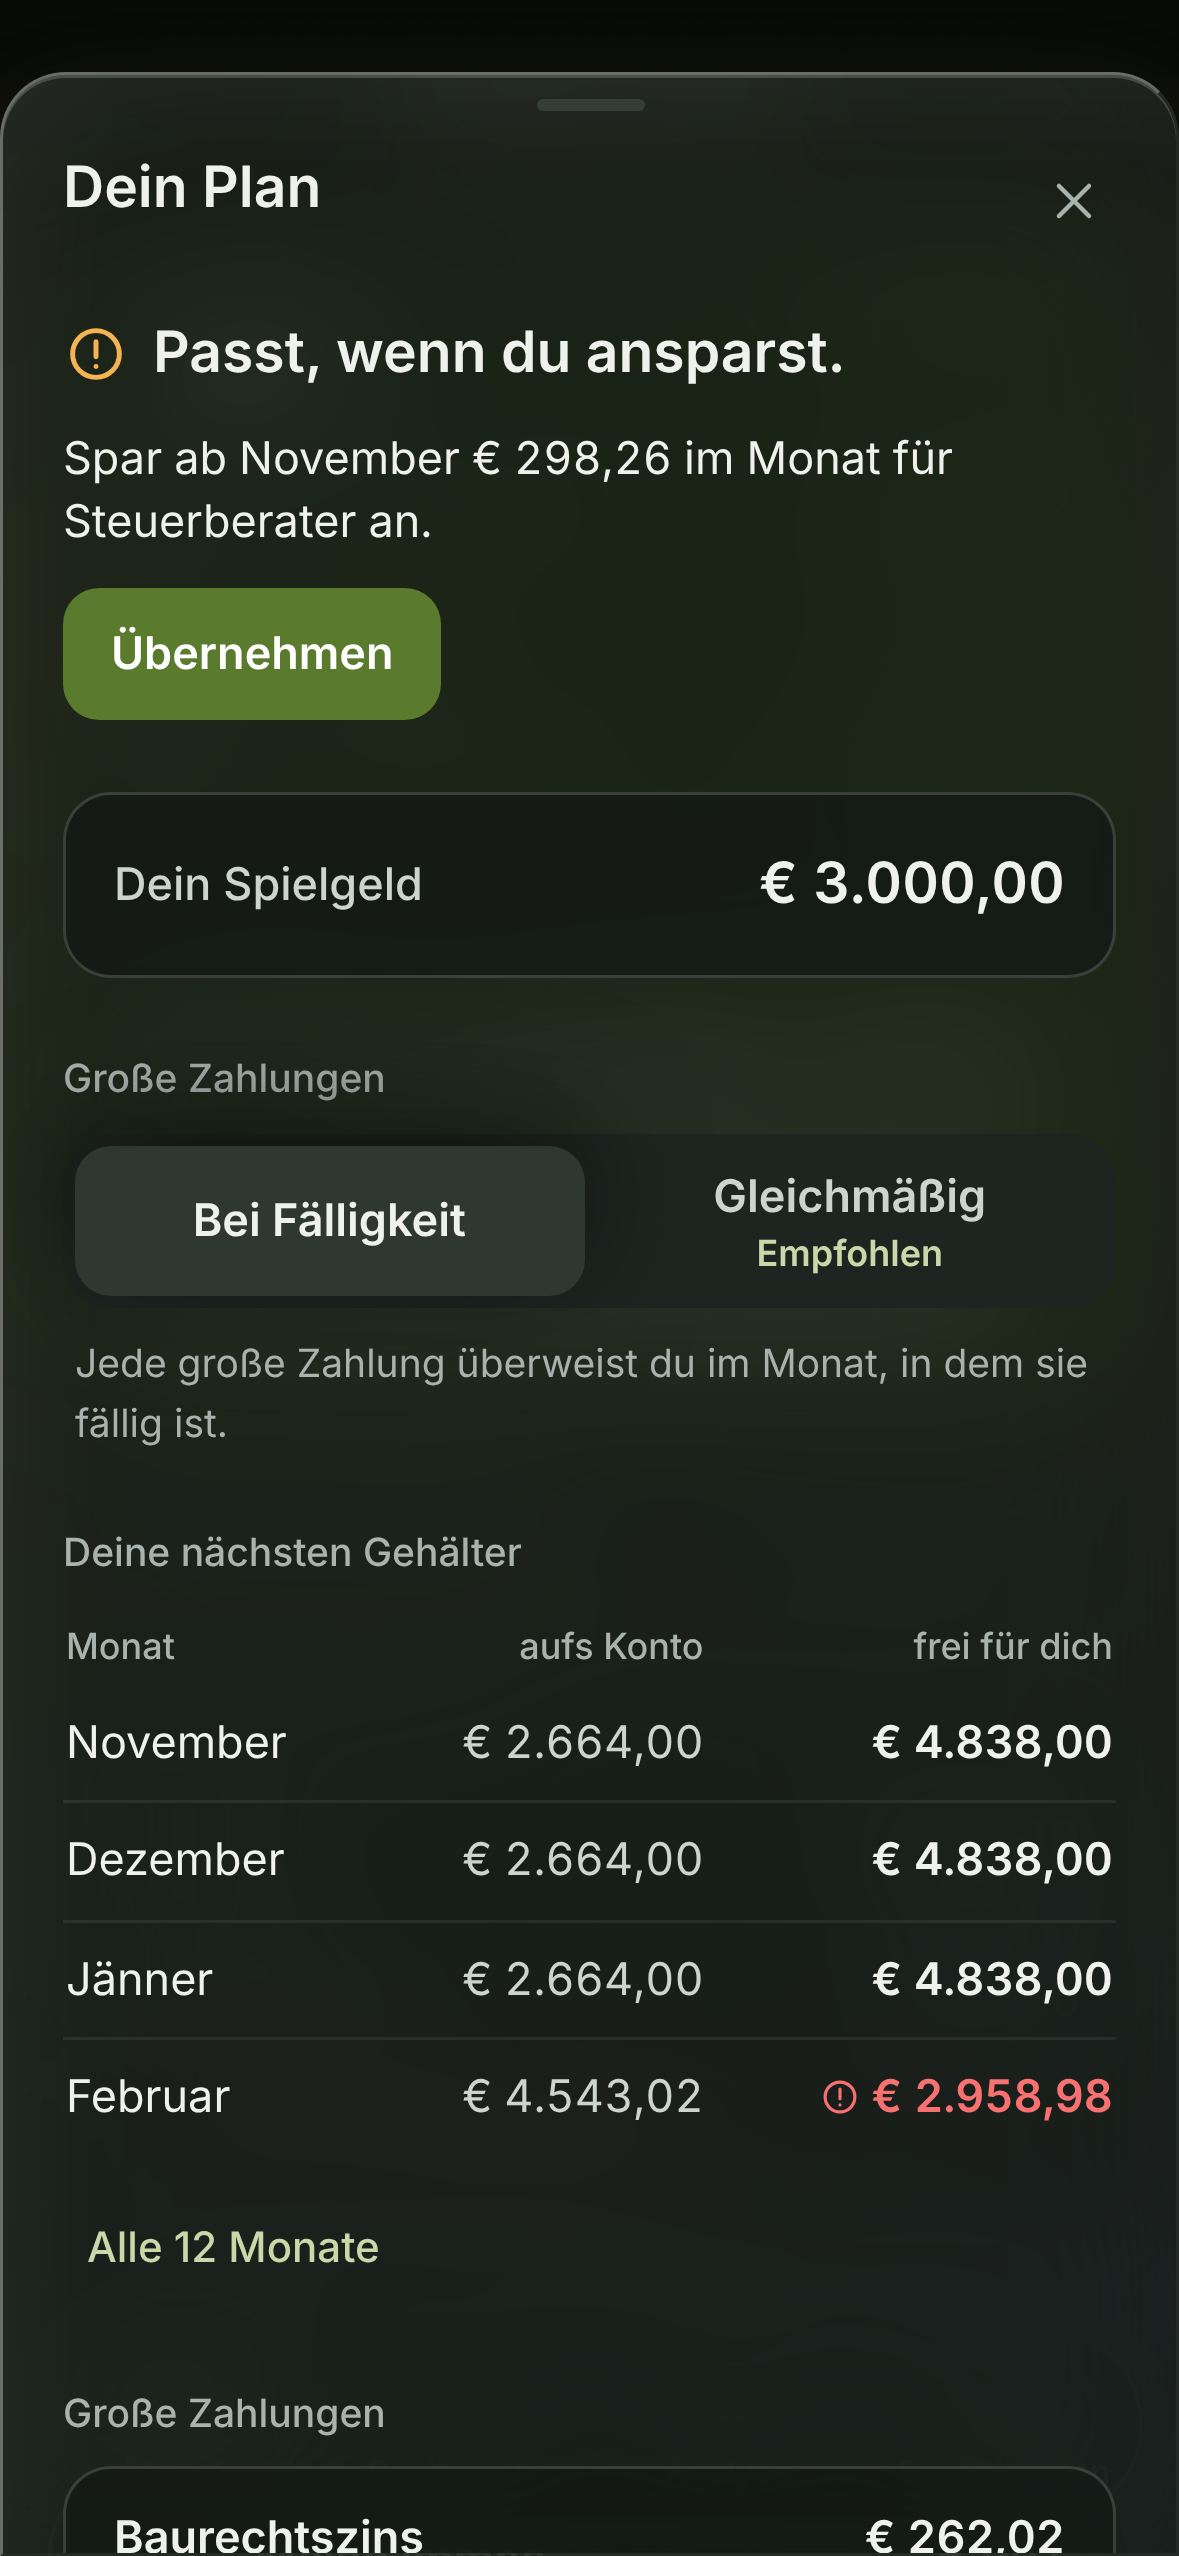 Dein Plan
Passt, wenn du ansparst.
Spar ab November € 298,26 im Monat für
Steuerberater an.
Übernehmen
Dein Spielgeld € 3.000,00
Große Zahlungen
Bei Fälligkeit
Gleichmäßig
Empfohlen
Jede große Zahlung überweist du im Monat, in dem sie
fällig ist.
Deine nächsten Gehälter
Monat aufs Konto frei für dich
November € 2.664,00 € 4.838,00
Dezember € 2.664,00 € 4.838,00
Jänner € 2.664,00 € 4.838,00
Februar € 4.543,02 € 2.958,98
Alle 12 Monate
Große Zahlungen
Baurechtszins € 262,02